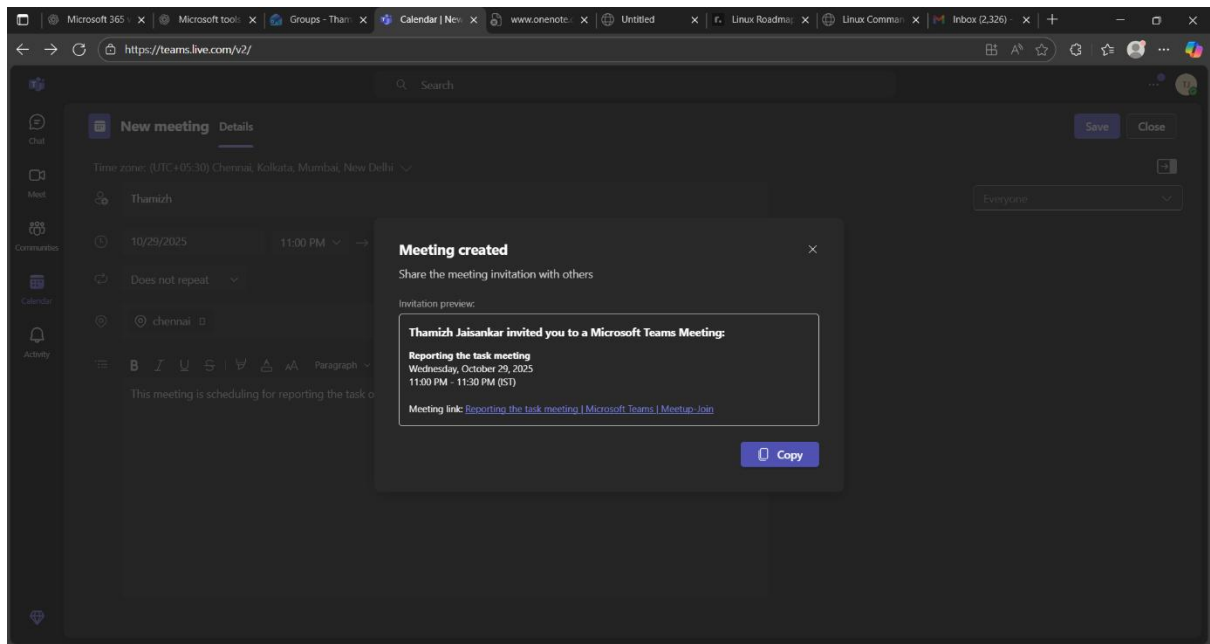 Microsoft 365 v
Microsoft tools
Groups - Tham
Calendar | New
www.onenote.
Untitled
Linux Roadmap
Linux Comman
Inbox (2,326) -
https://teams.live.com/v2/
Search
Chat
Meet
Communities
Calendar
Activity
New meeting Details
Save Close
Time zone: (UTC+05:30) Chennai, Kolkata, Mumbai, New Delhi
Thamizh
Everyone
10/29/2025 11:00 PM →
Does not repeat
chennai
B I U S Paragraph
This meeting is scheduling for reporting the task o
Meeting created
Share the meeting invitation with others
Invitation preview:
Thamizh Jaisankar invited you to a Microsoft Teams Meeting:
Reporting the task meeting
Wednesday, October 29, 2025
11:00 PM - 11:30 PM (IST)
Meeting link: Reporting the task meeting | Microsoft Teams | Meetup-Join
Copy